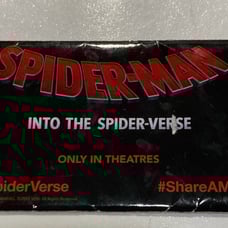 SPIDER-MAN
INTO THE SPIDER-VERSE
ONLY IN THEATRES
piderVerse #ShareAM